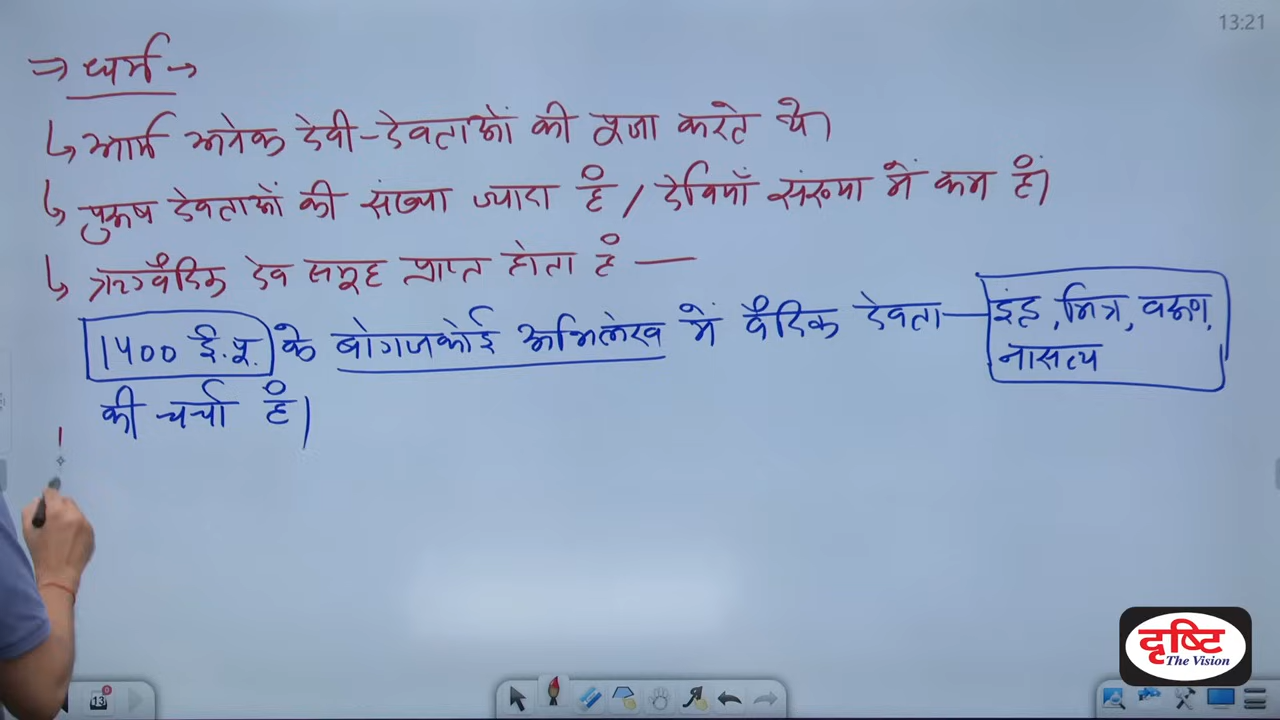 13:21
⇒ धर्म →
↳ आर्य अनेक देवी-देवताओं की पूजा करते थे।
↳ पुरुष देवताओं की संख्या ज्यादा है / देवियाँ संख्या में कम हैं।
↳ ऋग्वैदिक देव समूह प्राप्त होता है —
1400 ई.पू. के बोगजकोई अभिलेख में वैदिक देवता — इंद्र, मित्र, वरुण,
नासत्य
की चर्चा है।
दृष्टि
The Vision
13